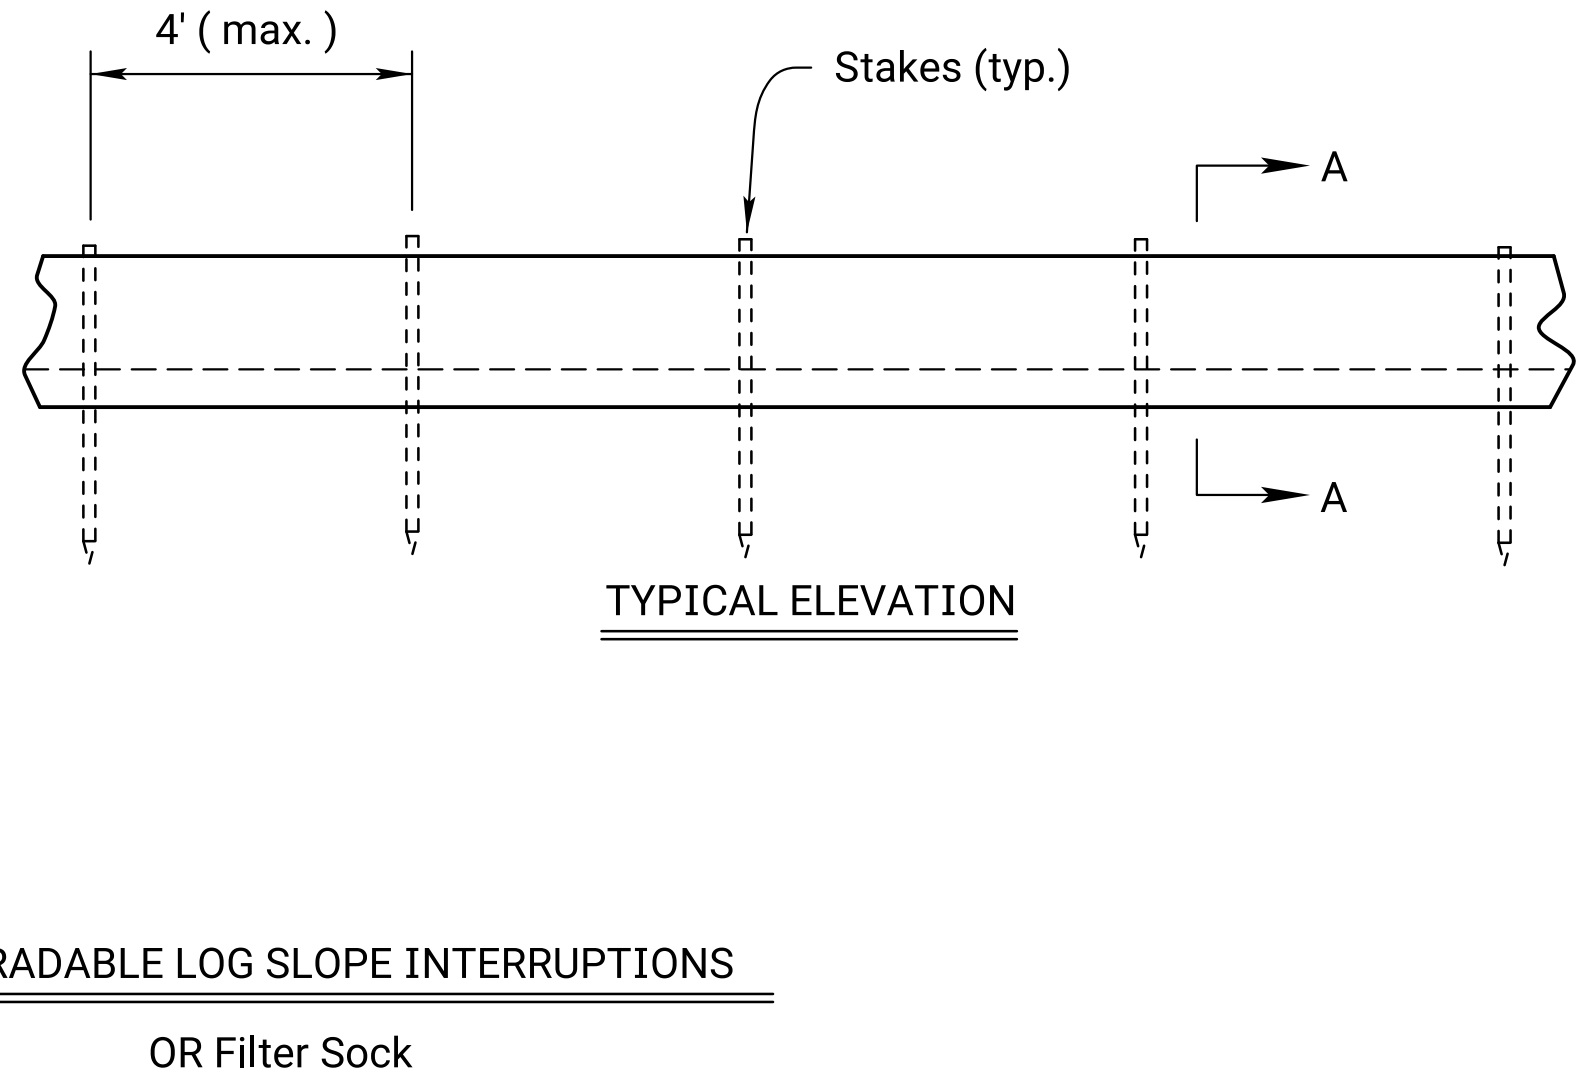 4' ( max. )
Stakes (typ.)
A
A
TYPICAL ELEVATION
RADABLE LOG SLOPE INTERRUPTIONS
OR Filter Sock